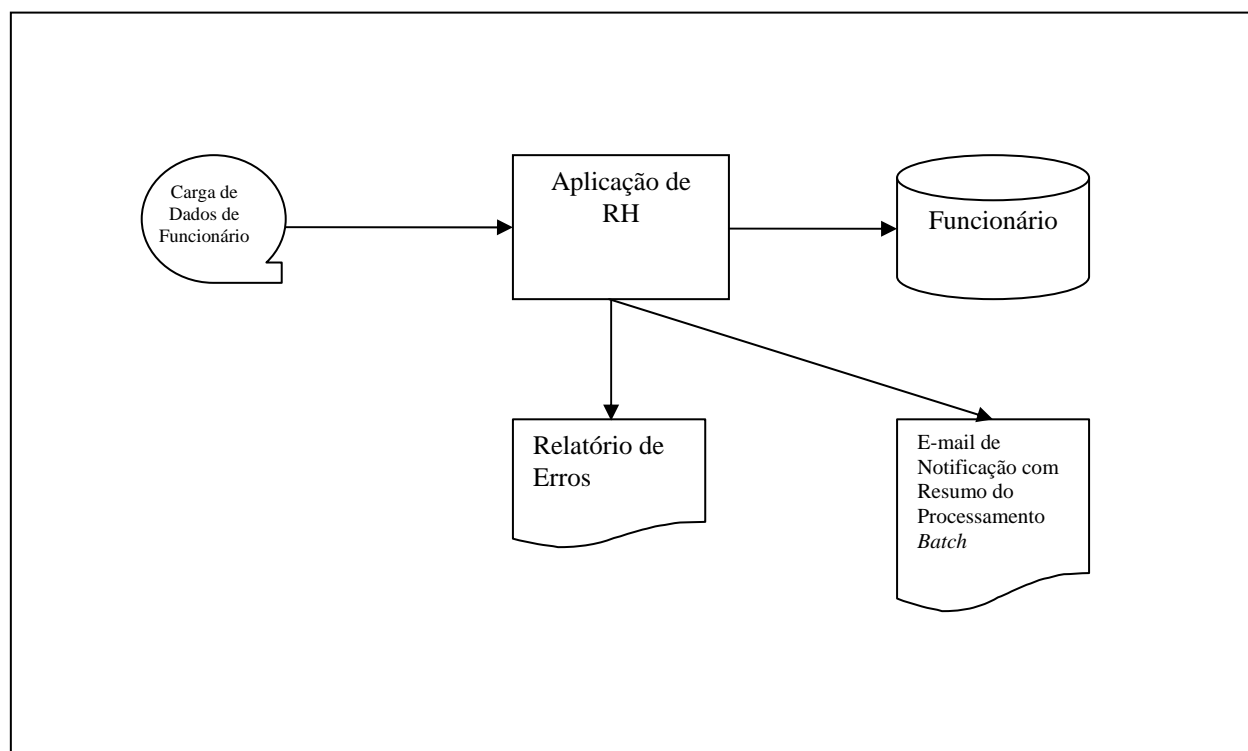 Carga de
Dados de
Funcionário
Aplicação de
RH
Funcionário
Relatório de
Erros
E-mail de
Notificação com
Resumo do
Processamento
Batch